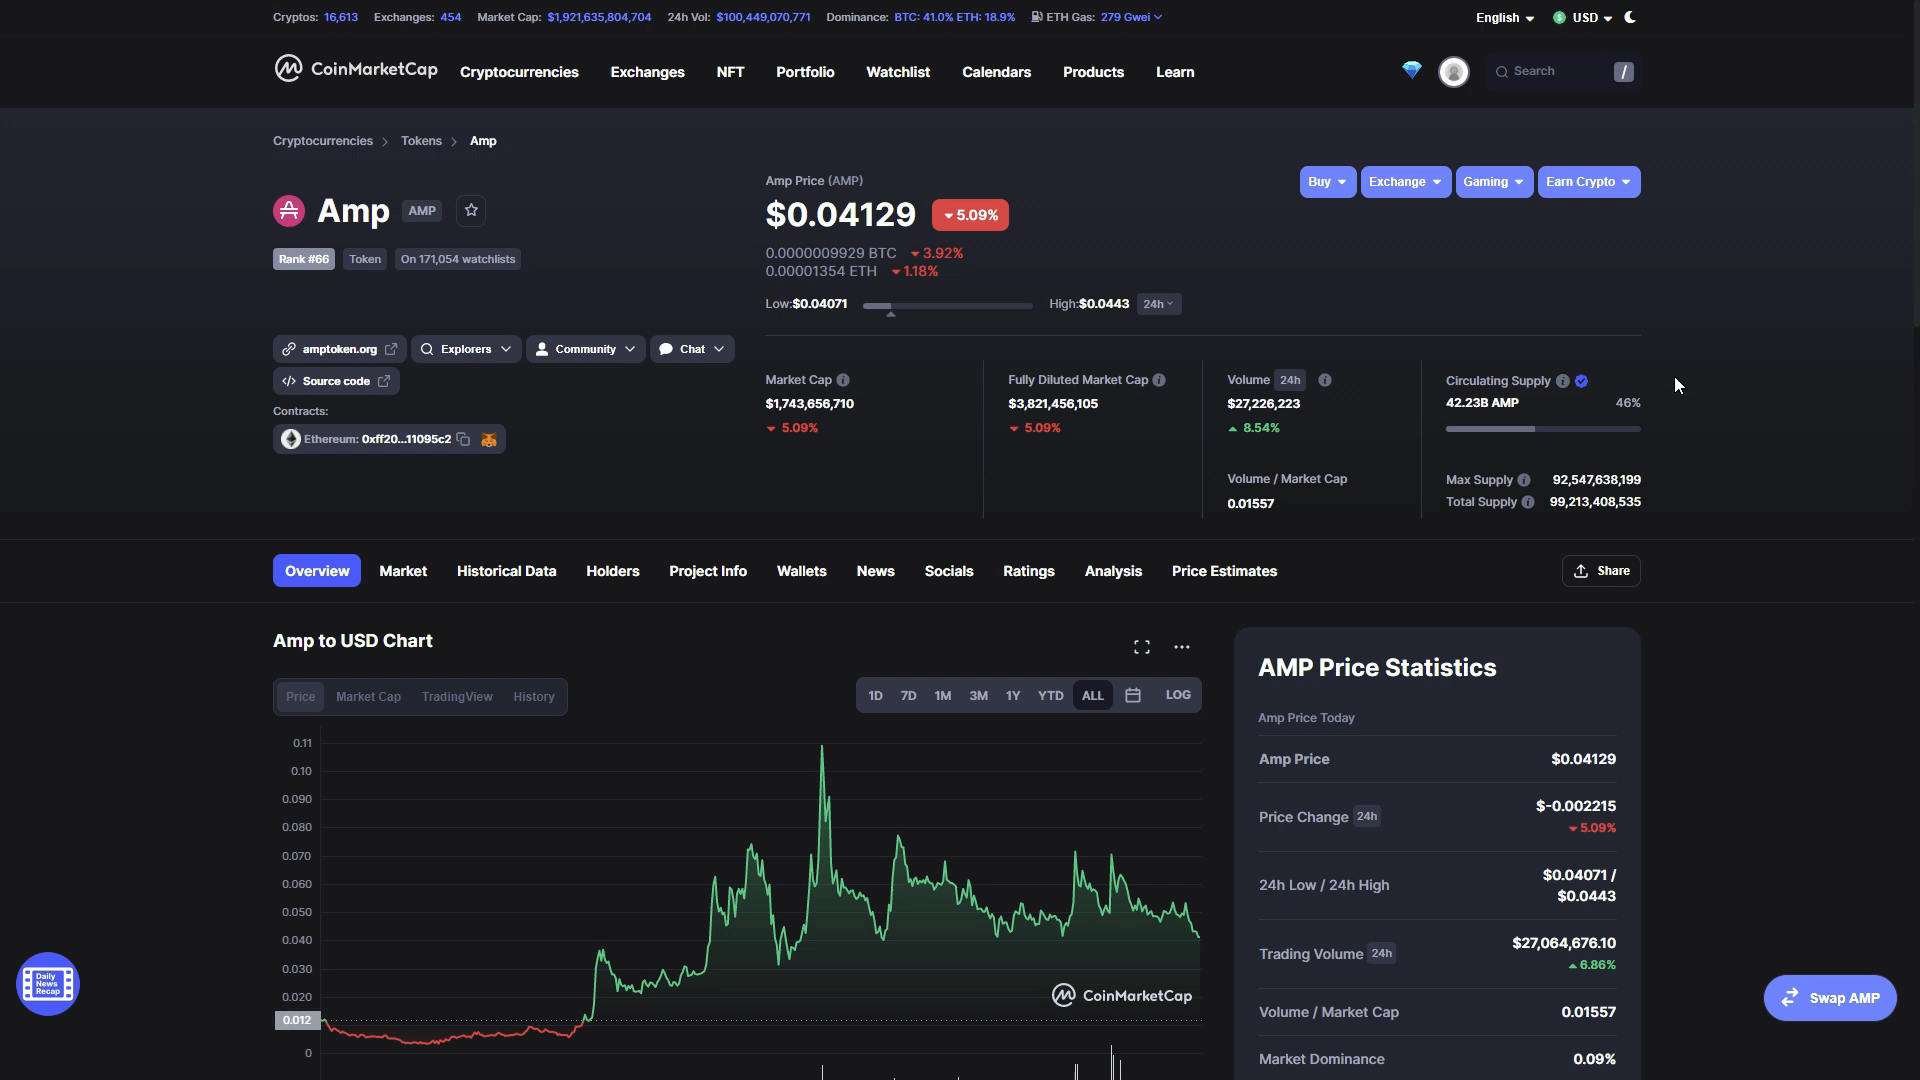 Cryptos: 16,613 Exchanges: 454 Market Cap: $1,921,635,804,704 24h Vol: $100,449,070,771 Dominance: BTC: 41.0% ETH: 18.9% ETH Gas: 279 Gwei English USD
CoinMarketCap Cryptocurrencies Exchanges NFT Portfolio Watchlist Calendars Products Learn Search /
Cryptocurrencies > Tokens > Amp
Amp AMP
Rank #66 Token On 171,054 watchlists
amptoken.org Explorers Community Chat
</> Source code
Contracts:
Ethereum: 0xff20...11095c2
Amp Price (AMP)
$0.04129 5.09%
0.0000009929 BTC 3.92%
0.00001354 ETH 1.18%
Low:$0.04071 High:$0.0443 24h
Buy Exchange Gaming Earn Crypto
Market Cap
$1,743,656,710
5.09%
Fully Diluted Market Cap
$3,821,456,105
5.09%
Volume 24h
$27,226,223
8.54%
Volume / Market Cap
0.01557
Circulating Supply
42.23B AMP 46%
Max Supply 92,547,638,199
Total Supply 99,213,408,535
Overview Market Historical Data Holders Project Info Wallets News Socials Ratings Analysis Price Estimates Share
Amp to USD Chart
Price Market Cap TradingView History 1D 7D 1M 3M 1Y YTD ALL LOG
0.11
0.10
0.090
0.080
0.070
0.060
0.050
0.040
0.030
0.020
0.012
0
CoinMarketCap
AMP Price Statistics
Amp Price Today
Amp Price $0.04129
Price Change 24h $-0.002215
5.09%
24h Low / 24h High $0.04071 /
$0.0443
Trading Volume 24h $27,064,676.10
6.86%
Volume / Market Cap 0.01557
Market Dominance 0.09%
Daily
News
Recap
Swap AMP